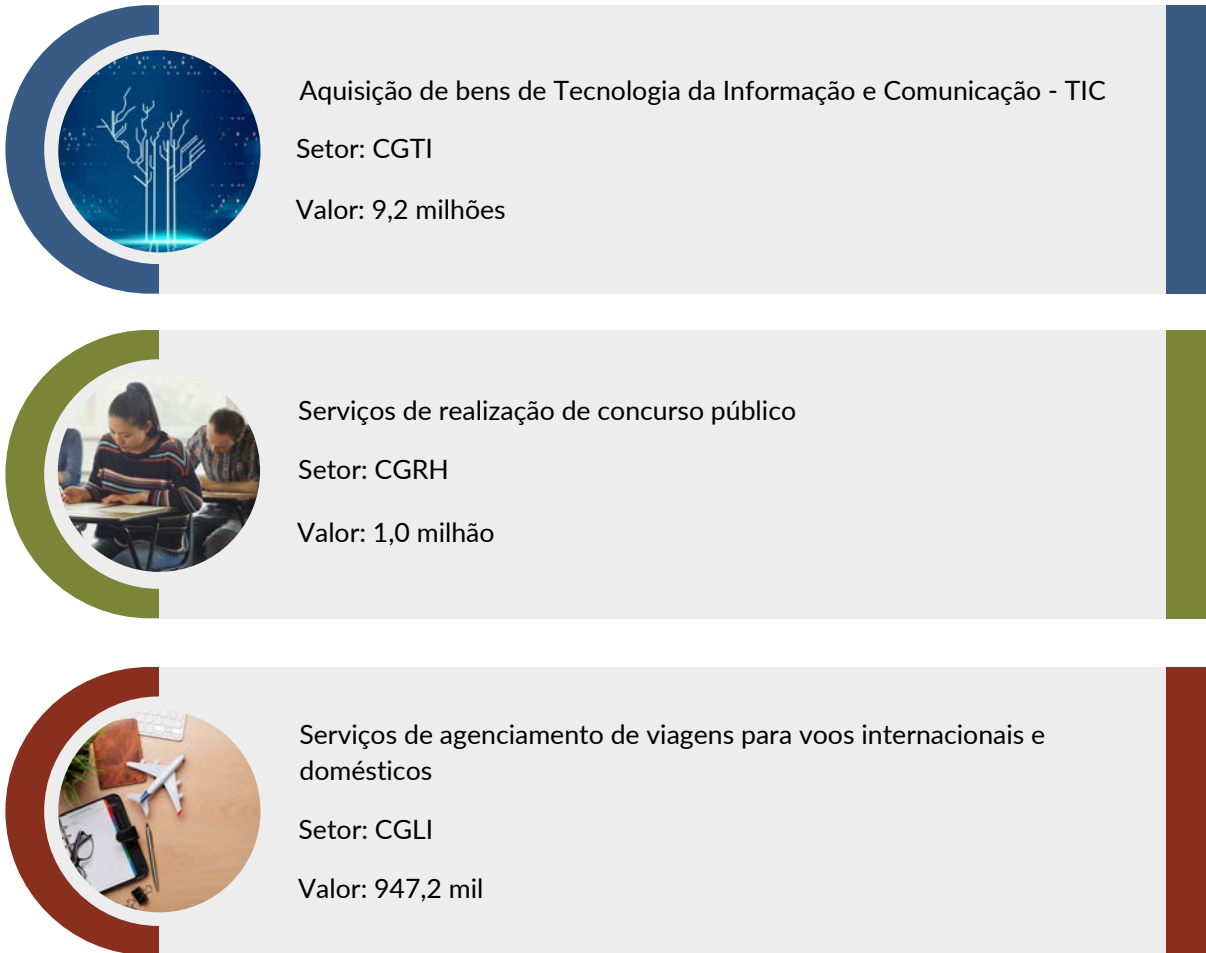 Aquisição de bens de Tecnologia da Informação e Comunicação - TIC
Setor: CGTI
Valor: 9,2 milhões
Serviços de realização de concurso público
Setor: CGRH
Valor: 1,0 milhão
Serviços de agenciamento de viagens para voos internacionais e
domésticos
Setor: CGLI
Valor: 947,2 mil